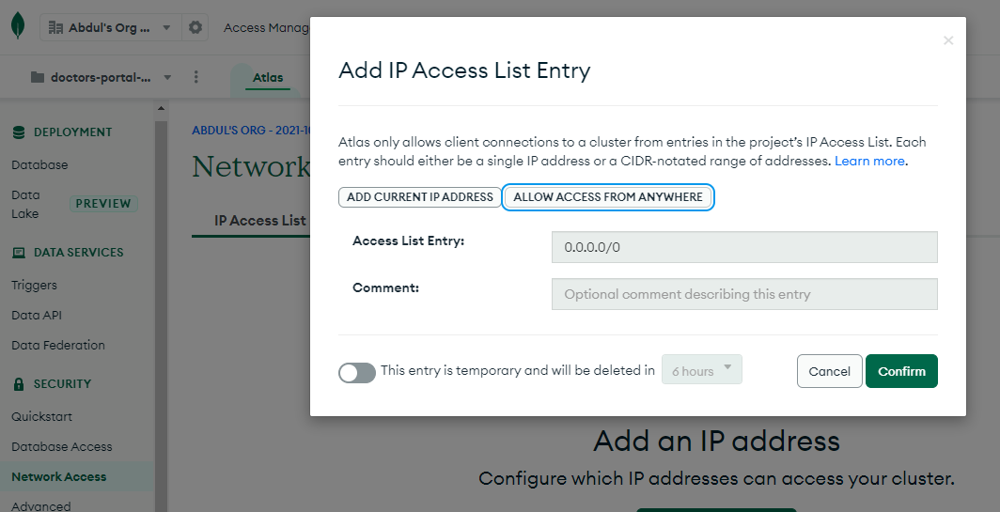 Abdul's Org ...
Access Manag
doctors-portal-...
Atlas
DEPLOYMENT
Database
Data
Lake
PREVIEW
DATA SERVICES
Triggers
Data API
Data Federation
SECURITY
Quickstart
Database Access
Network Access
Advanced
ABDUL'S ORG - 2021-10
Network
IP Access List
Add IP Access List Entry
Atlas only allows client connections to a cluster from entries in the project's IP Access List. Each
entry should either be a single IP address or a CIDR-notated range of addresses. Learn more.
ADD CURRENT IP ADDRESS
ALLOW ACCESS FROM ANYWHERE
Access List Entry:
0.0.0.0/0
Comment:
Optional comment describing this entry
This entry is temporary and will be deleted in
6 hours
Cancel
Confirm
Add an IP address
Configure which IP addresses can access your cluster.